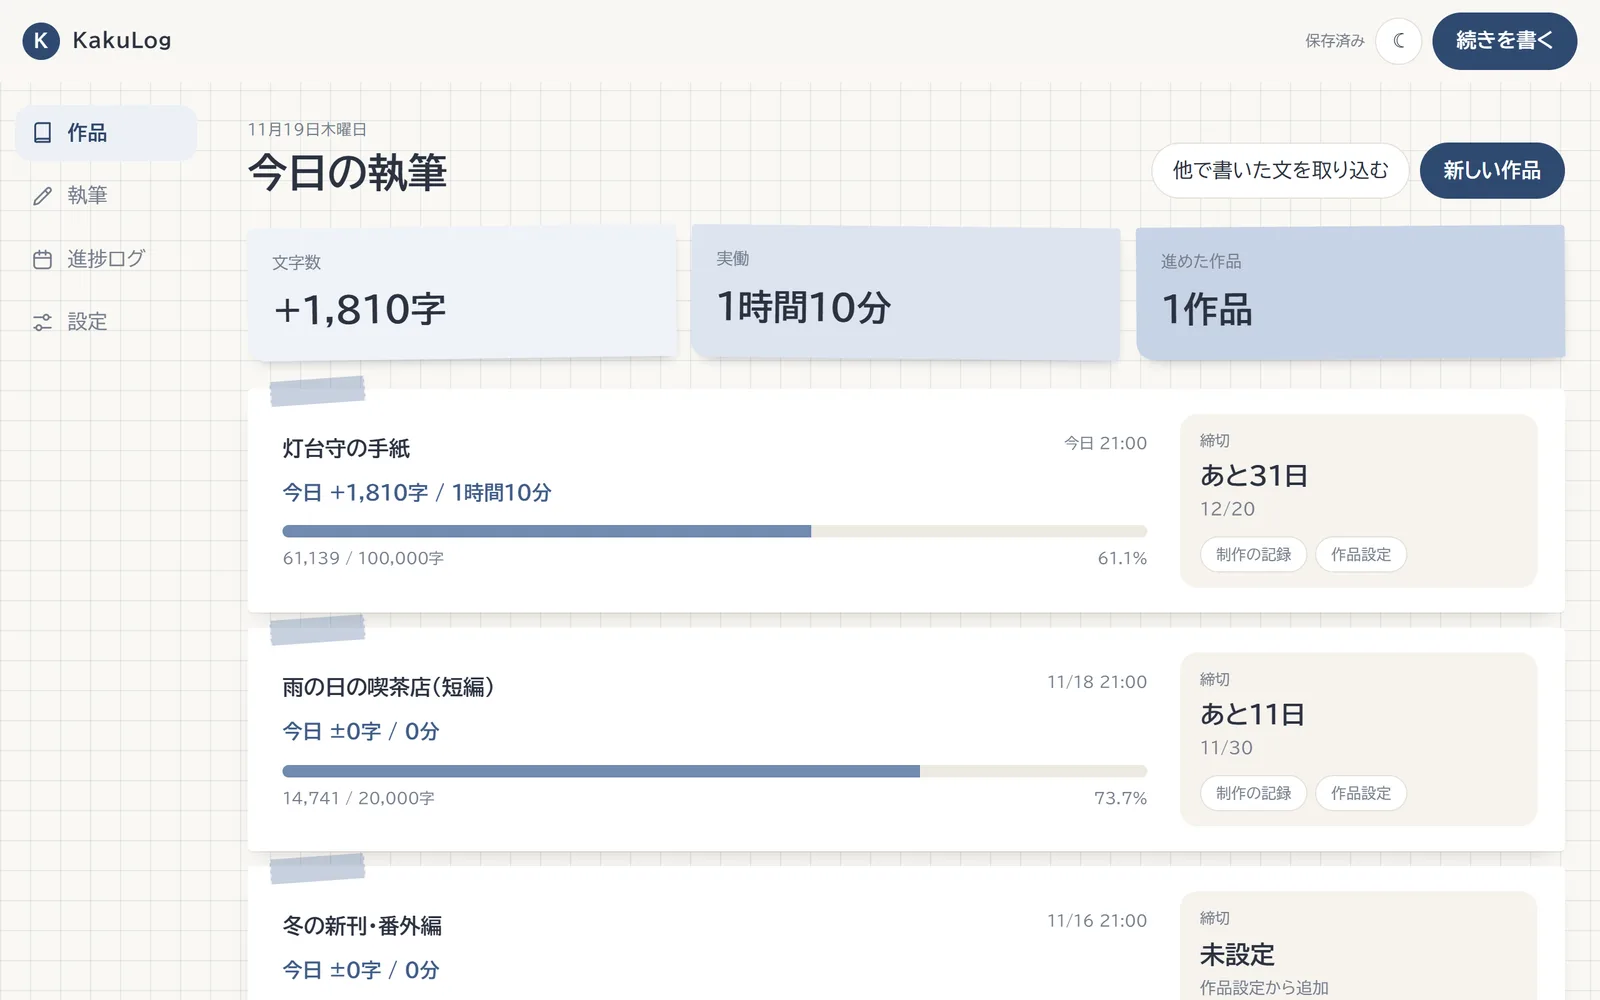 K KakuLog
保存済み
続きを書く
作品
執筆
進捗ログ
設定
11月19日木曜日
今日の執筆
他で書いた文を取り込む
新しい作品
文字数
+1,810字
実働
1時間10分
進めた作品
1作品
灯台守の手紙
今日 21:00
今日 +1,810字 / 1時間10分
61,139 / 100,000字
61.1%
締切
あと31日
12/20
制作の記録
作品設定
雨の日の喫茶店(短編)
11/18 21:00
今日 ±0字 / 0分
14,741 / 20,000字
73.7%
締切
あと11日
11/30
制作の記録
作品設定
冬の新刊・番外編
11/16 21:00
今日 ±0字 / 0分
締切
未設定
作品設定から追加